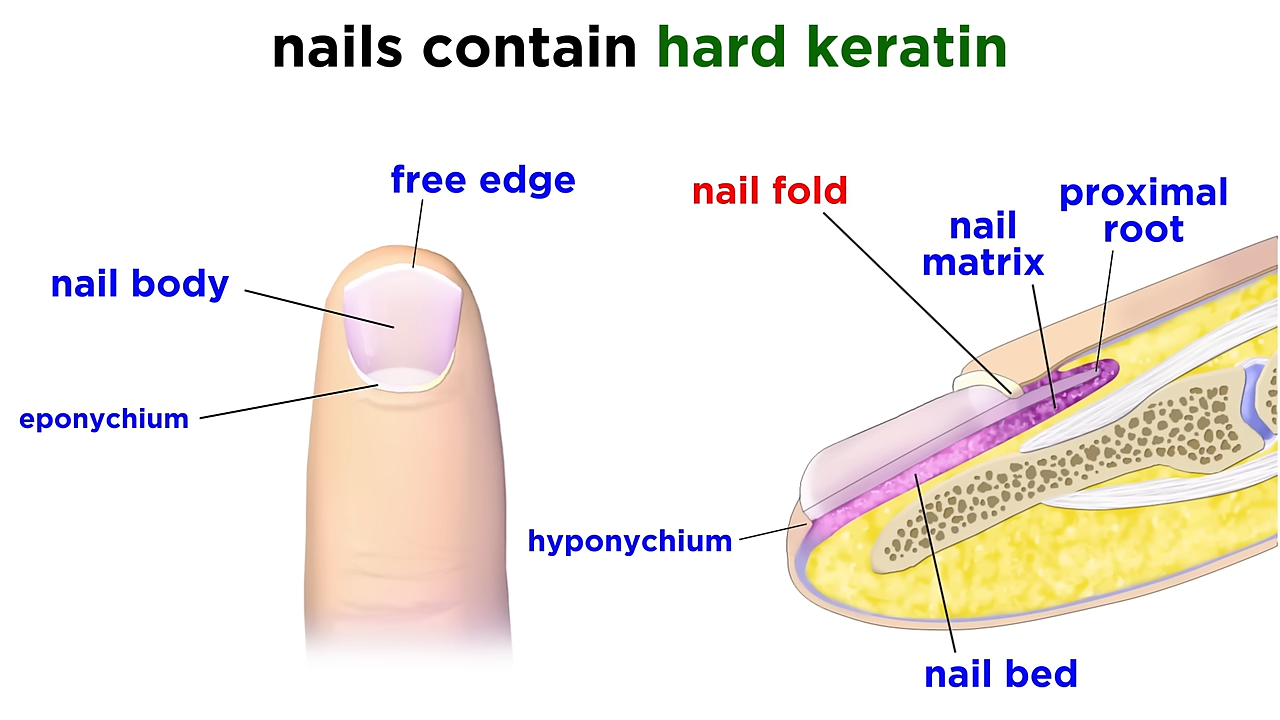 nails contain hard keratin
free edge
nail body
eponychium
nail fold
nail
matrix
proximal
root
hyponychium
nail bed